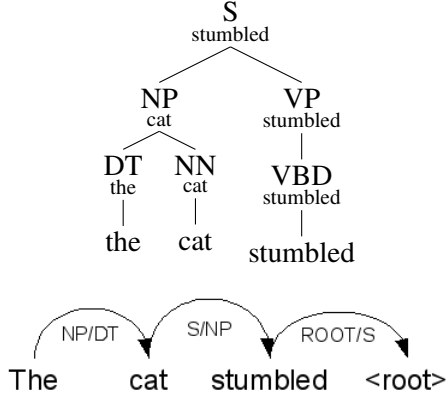 S
stumbled
NP VP
cat stumbled
DT NN VBD
the cat stumbled
the cat stumbled
NP/DT S/NP ROOT/S
The cat stumbled <root>